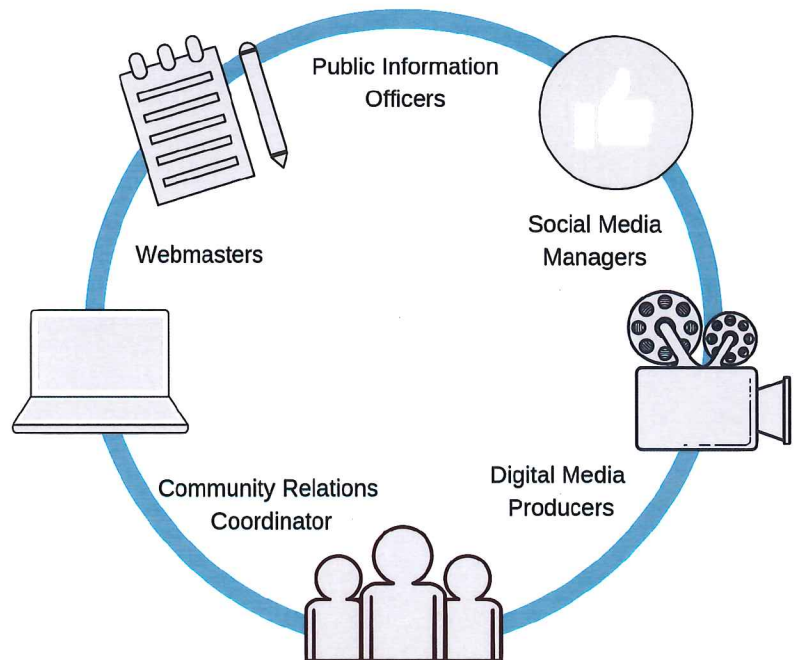 Public Information
Officers
Social Media
Managers
Webmasters
Digital Media
Producers
Community Relations
Coordinator